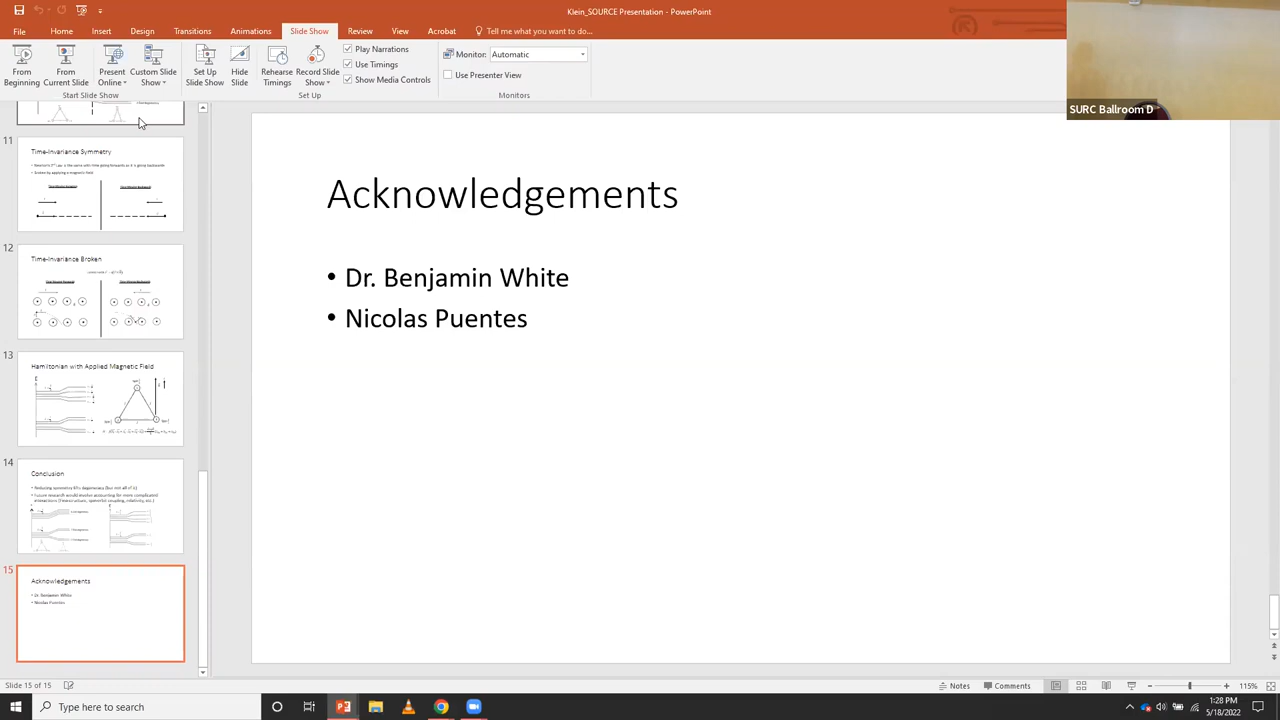 Klein_SOURCE Presentation - PowerPoint
File Home Insert Design Transitions Animations Slide Show Review View Acrobat Tell me what you want to do...
From Beginning
From Current Slide
Present Online
Custom Slide Show
Set Up Slide Show
Hide Slide
Rehearse Timings
Record Slide Show
Play Narrations
Use Timings
Show Media Controls
Monitor: Automatic
Use Presenter View
Start Slide Show
Set Up
Monitors
SURC Ballroom D
11
Time-Invariance Symmetry
12
Time-Invariance Broken
13
Hamiltonian with Applied Magnetic Field
14
Conclusion
15
Acknowledgements
Dr. Benjamin White
Nicolas Puentes
Acknowledgements
• Dr. Benjamin White
• Nicolas Puentes
Slide 15 of 15
Notes
Comments
115%
Type here to search
1:28 PM
5/18/2022